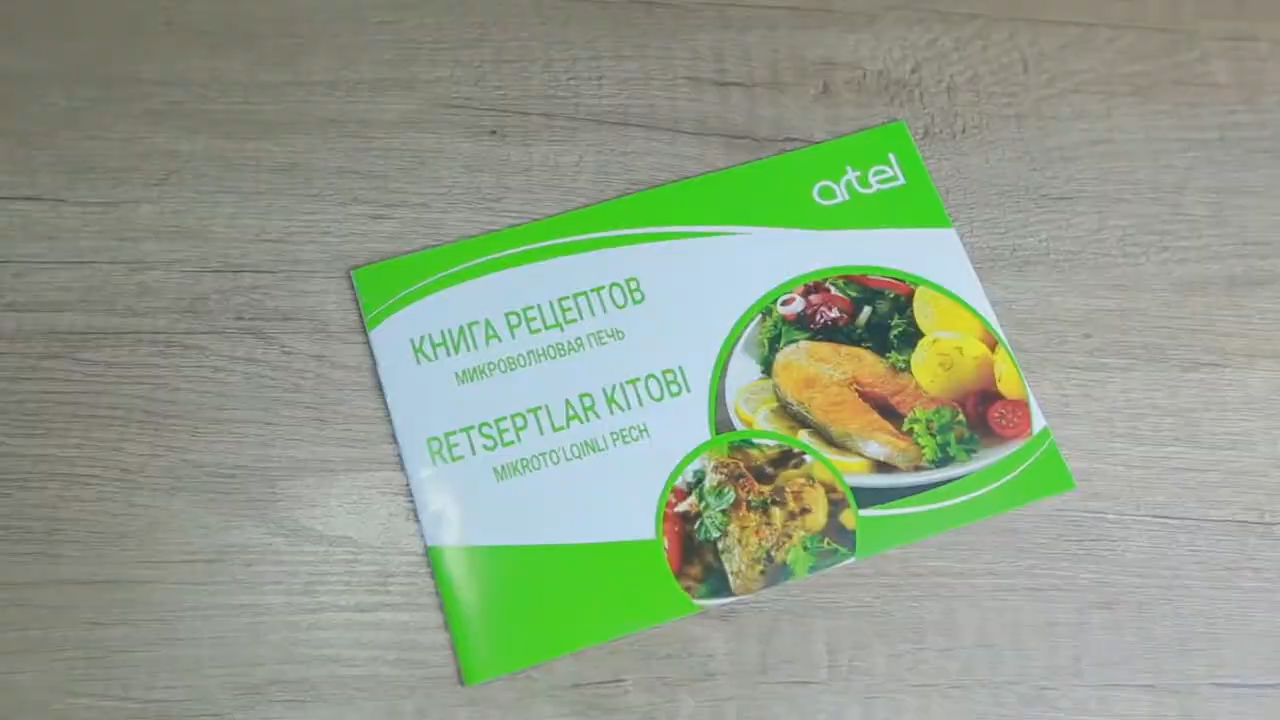 artel
КНИГА РЕЦЕПТОВ
МИКРОВОЛНОВАЯ ПЕЧЬ
RETSEPTLAR KITOBI
MIKROTO'LQINLI PECH